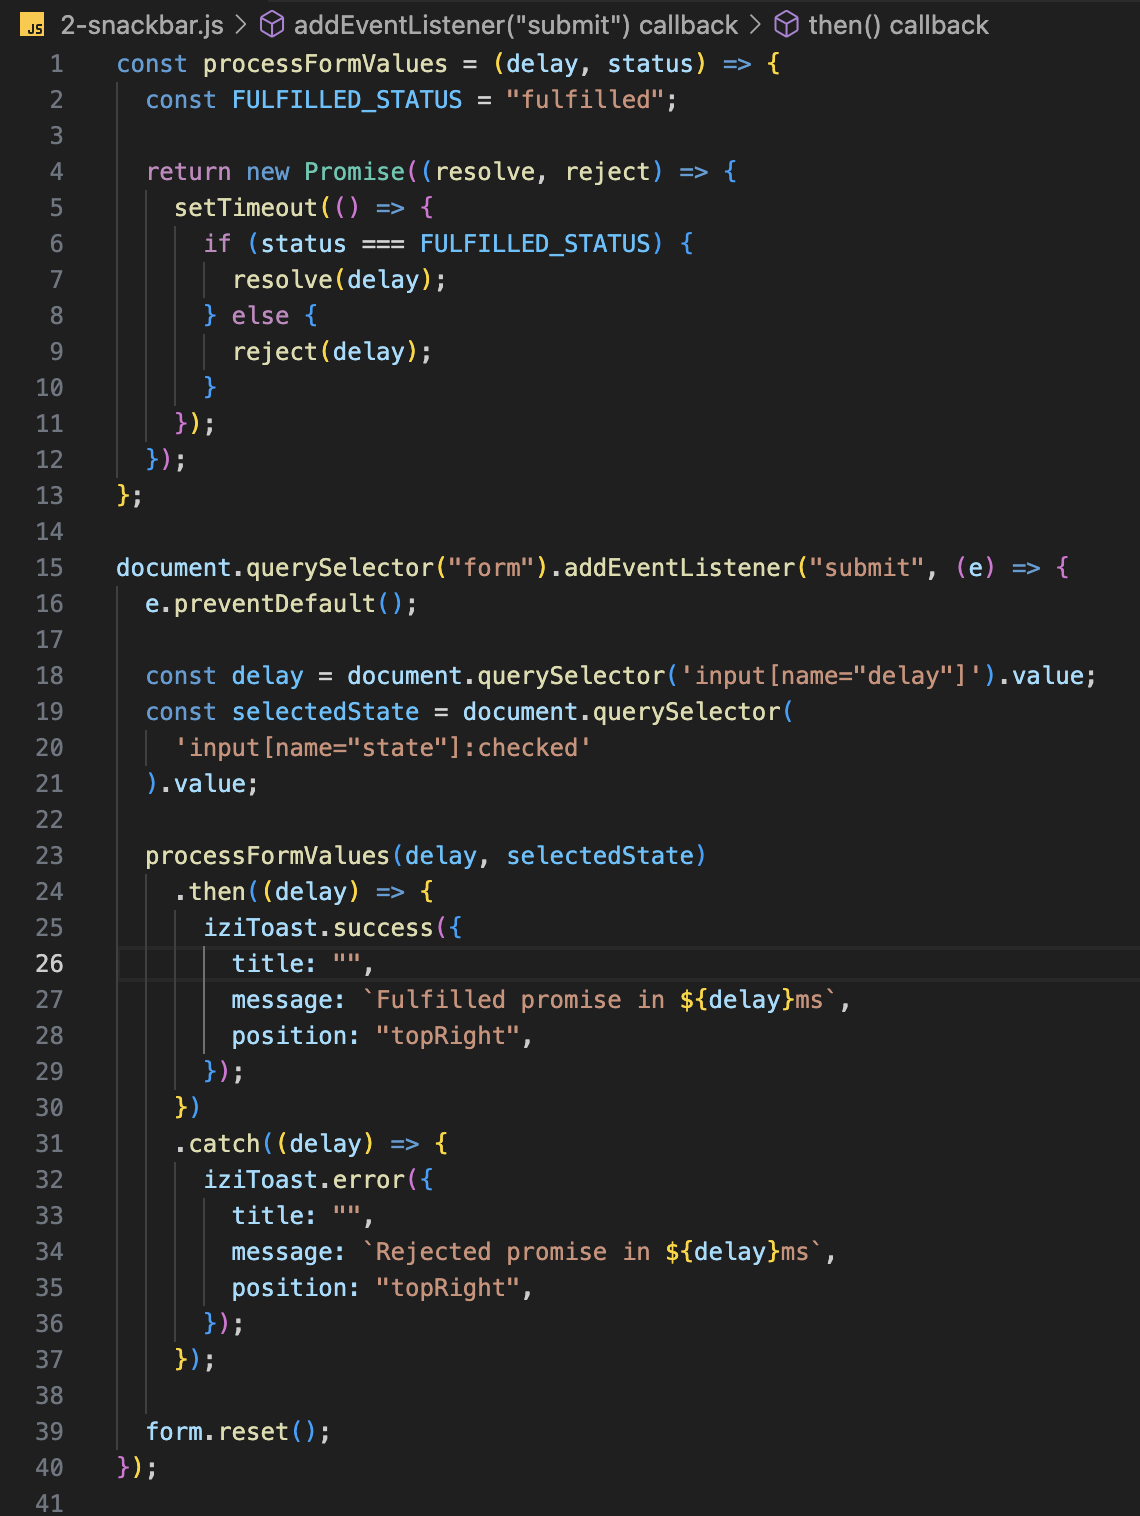 JS 2-snackbar.js > addEventListener("submit") callback > then() callback
1 const processFormValues = (delay, status) => {
2   const FULFILLED_STATUS = "fulfilled";
3
4   return new Promise((resolve, reject) => {
5     setTimeout(() => {
6       if (status === FULFILLED_STATUS) {
7         resolve(delay);
8       } else {
9         reject(delay);
10       }
11     });
12   });
13 };
14
15 document.querySelector("form").addEventListener("submit", (e) => {
16   e.preventDefault();
17
18   const delay = document.querySelector('input[name="delay"]').value;
19   const selectedState = document.querySelector(
20     'input[name="state"]:checked'
21   ).value;
22
23   processFormValues(delay, selectedState)
24     .then((delay) => {
25       iziToast.success({
26         title: "",
27         message: `Fulfilled promise in ${delay}ms`,
28         position: "topRight",
29       });
30     })
31     .catch((delay) => {
32       iziToast.error({
33         title: "",
34         message: `Rejected promise in ${delay}ms`,
35         position: "topRight",
36       });
37     });
38
39   form.reset();
40 });
41